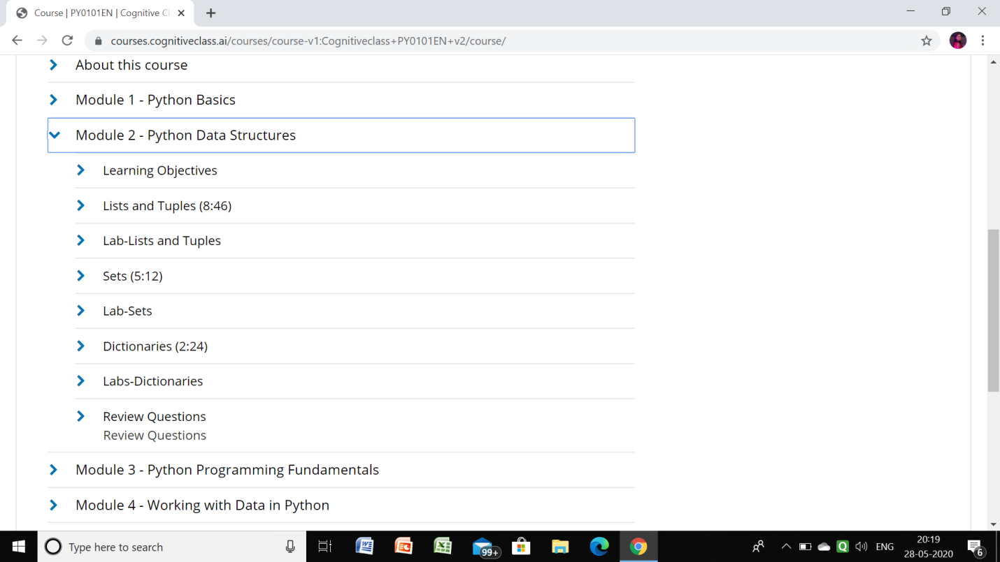 Course | PY0101EN | Cognitive Cl
courses.cognitiveclass.ai/courses/course-v1:Cognitiveclass+PY0101EN+v2/course/
About this course
Module 1 - Python Basics
Module 2 - Python Data Structures
Learning Objectives
Lists and Tuples (8:46)
Lab-Lists and Tuples
Sets (5:12)
Lab-Sets
Dictionaries (2:24)
Labs-Dictionaries
Review Questions
Review Questions
Module 3 - Python Programming Fundamentals
Module 4 - Working with Data in Python
Type here to search
99+
ENG
20:19
28-05-2020
6